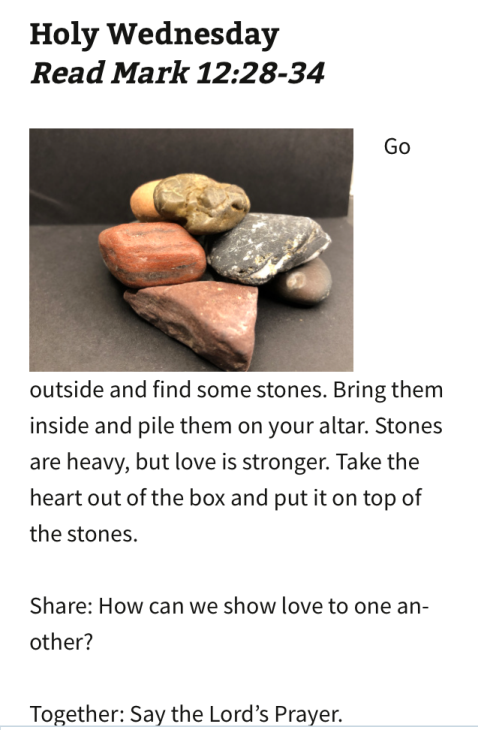 Holy Wednesday
Read Mark 12:28-34
Go
outside and find some stones. Bring them
inside and pile them on your altar. Stones
are heavy, but love is stronger. Take the
heart out of the box and put it on top of
the stones.
Share: How can we show love to one an-
other?
Together: Say the Lord’s Prayer.